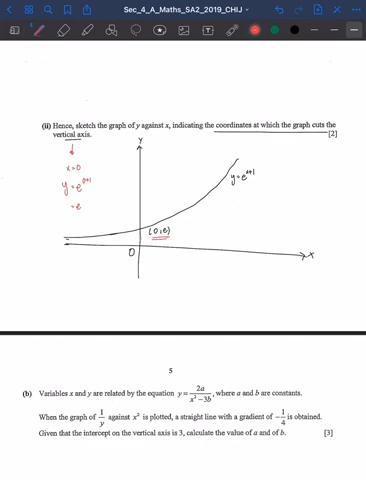 Sec_4_A_Maths_SA2_2019_CHIJ
(ii) Hence, sketch the graph of y against x, indicating the coordinates at which the graph cuts the
vertical axis. [2]
x=0
y=e^{0+1}
=e
y
y=e^{x+1}
(0,e)
0
x
5
(b) Variables x and y are related by the equation y = 2a/(x² − 3b), where a and b are constants.
When the graph of 1/y against x² is plotted, a straight line with a gradient of −1/4 is obtained.
Given that the intercept on the vertical axis is 3, calculate the value of a and of b. [3]